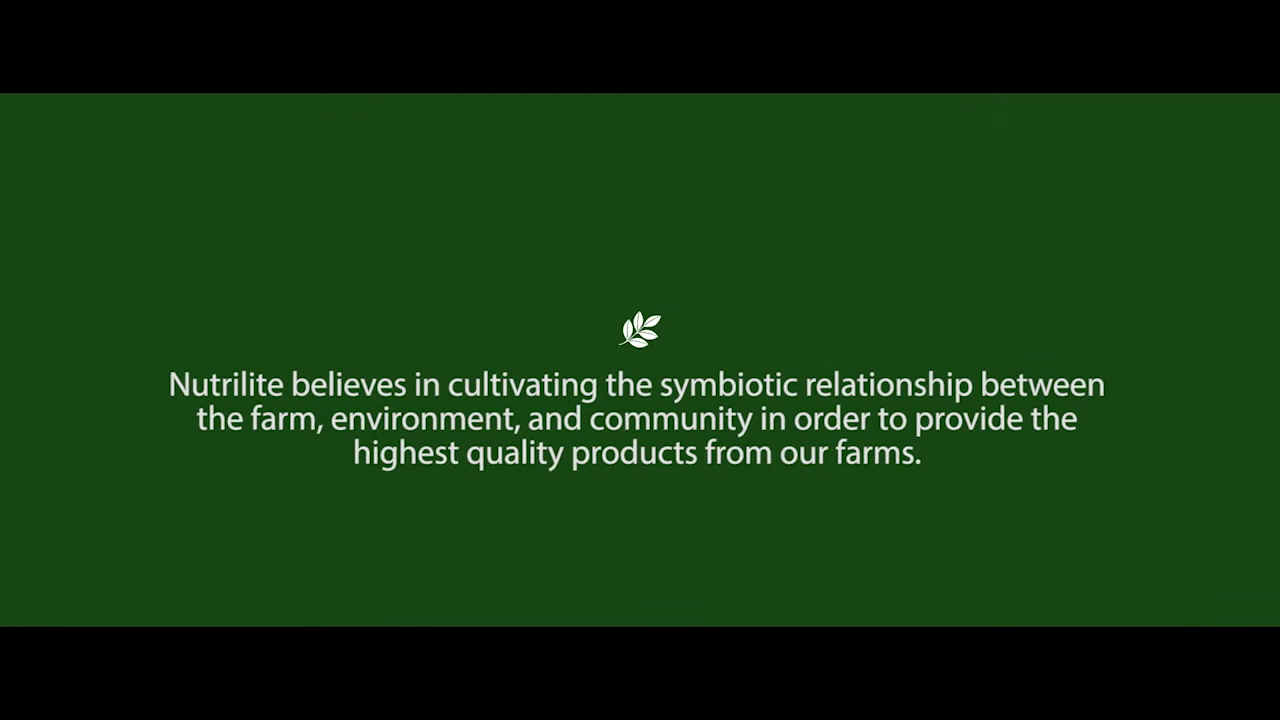 Nutrilite believes in cultivating the symbiotic relationship between
the farm, environment, and community in order to provide the
highest quality products from our farms.